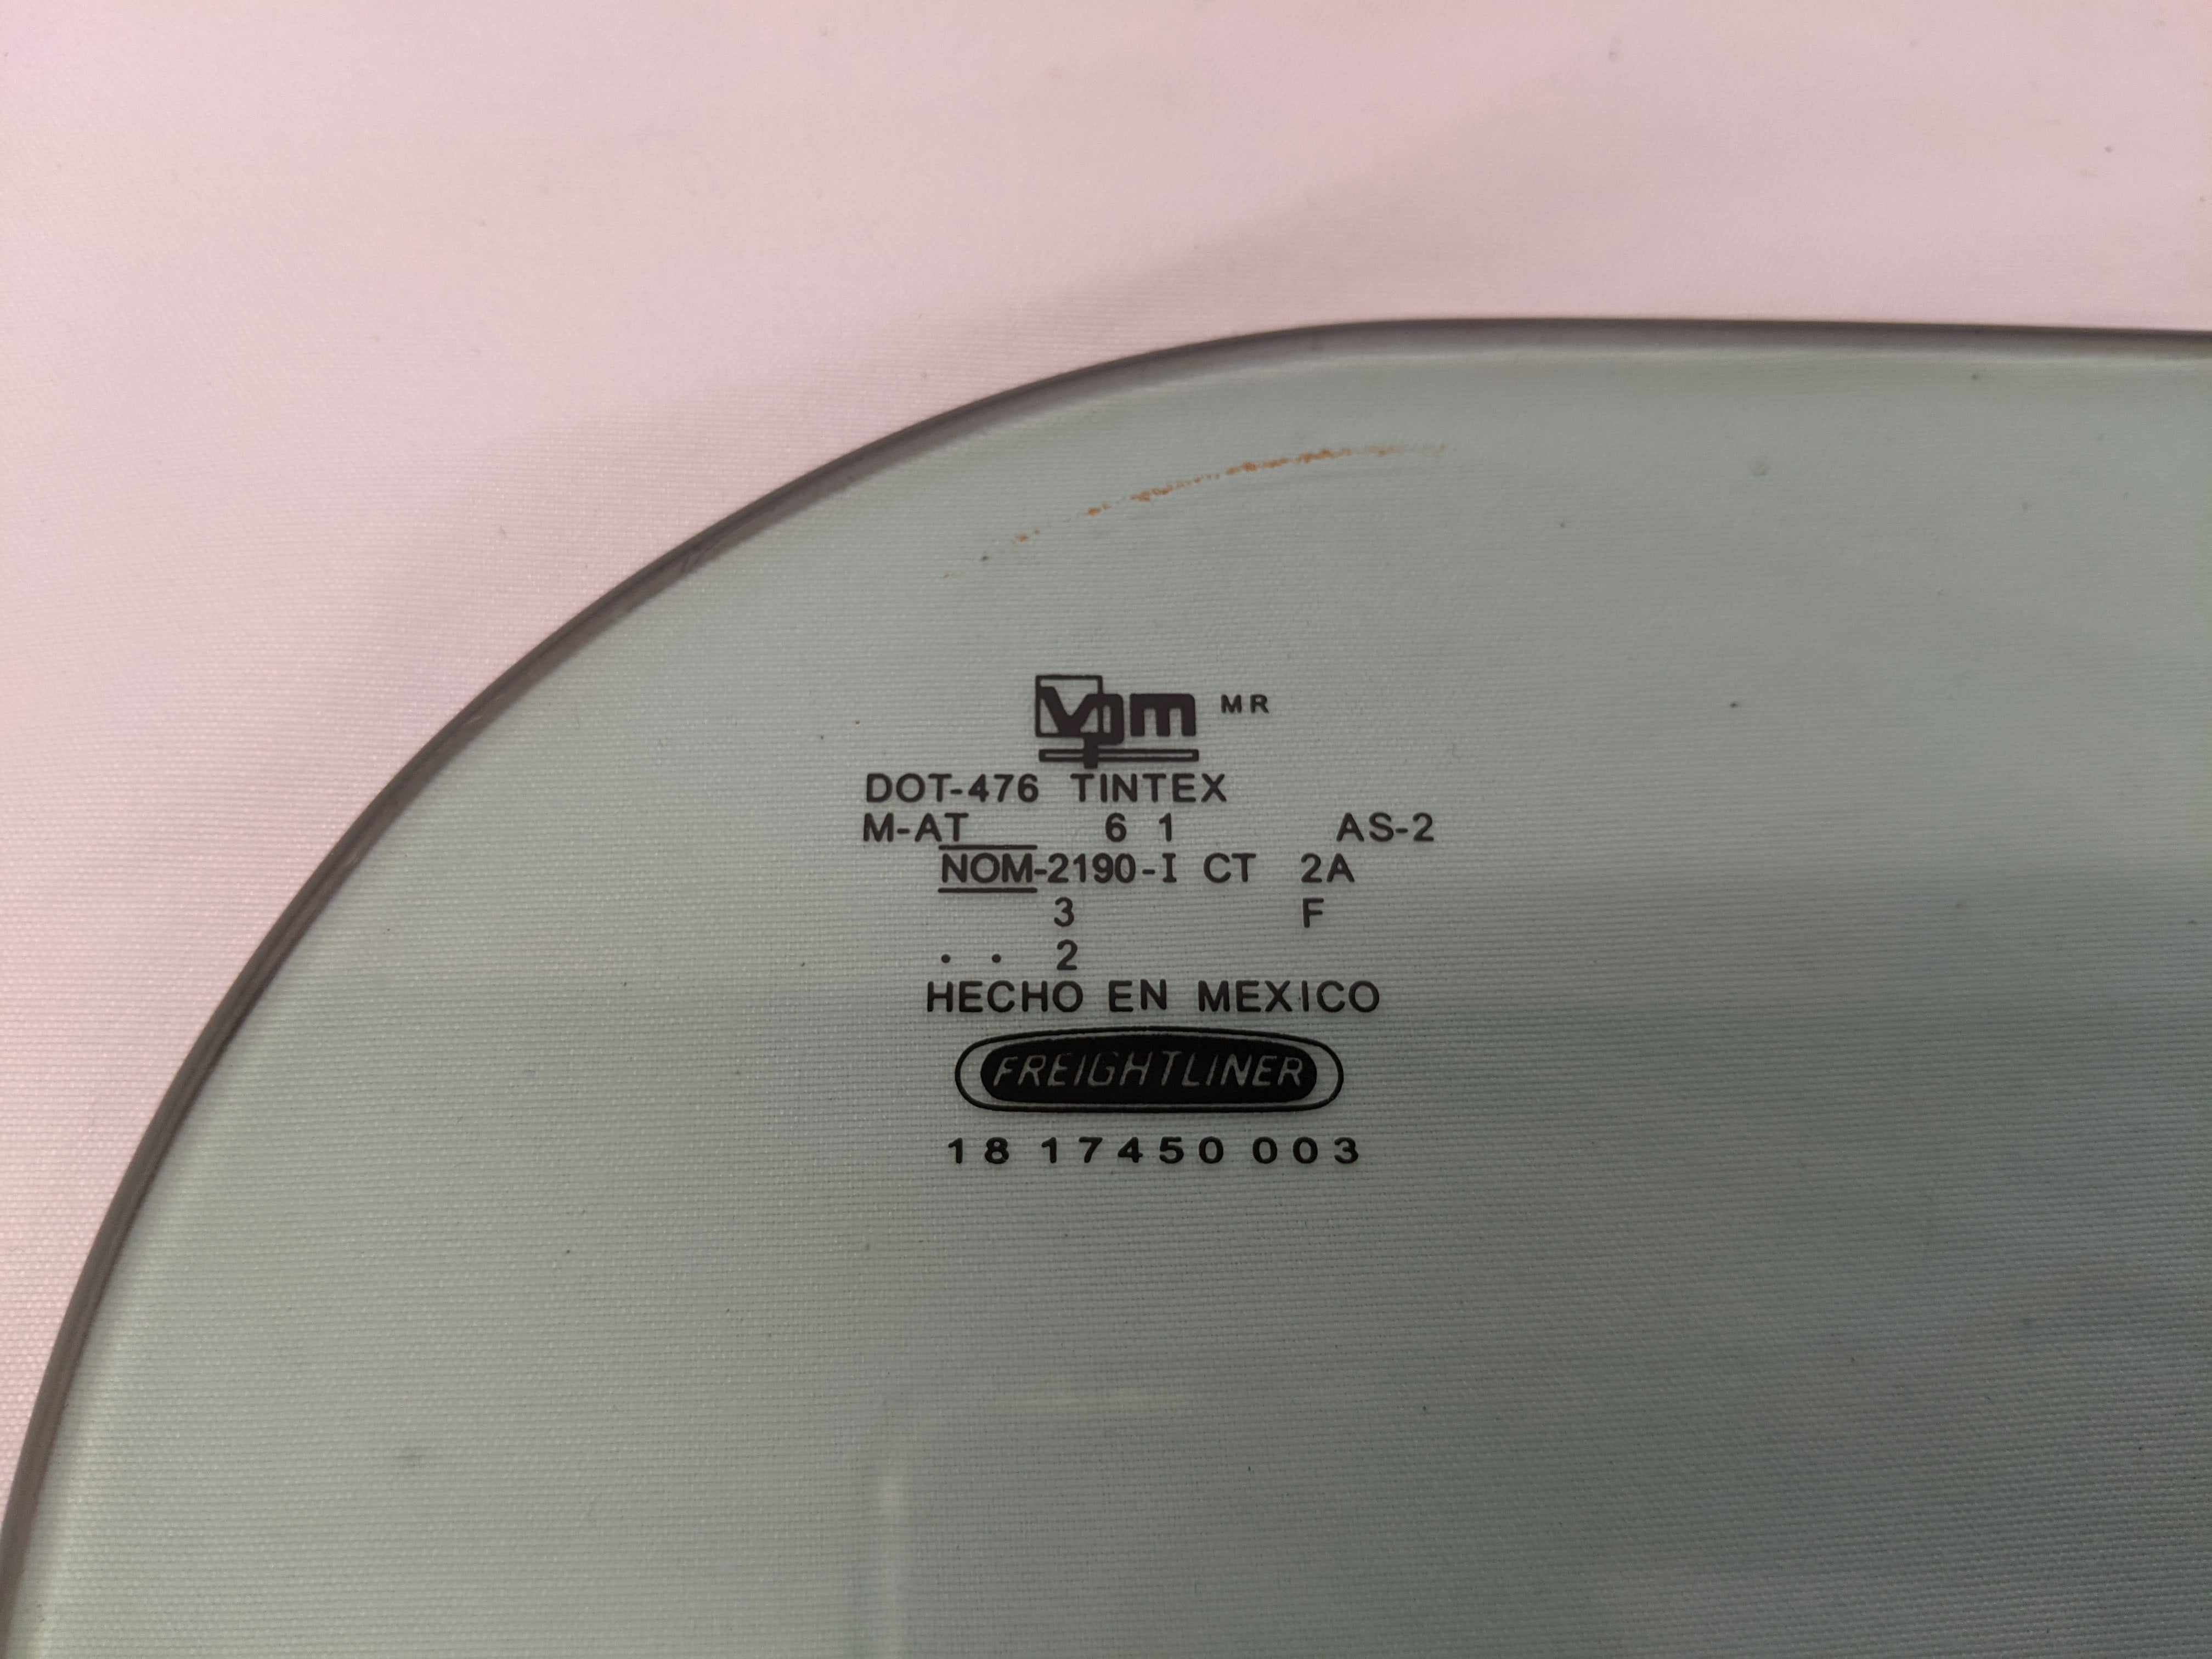 vpm MR
DOT-476 TINTEX
M-AT 6 1 AS-2
NOM-2190-I CT 2A
3 F
. . 2
HECHO EN MEXICO
FREIGHTLINER
18 17450 003